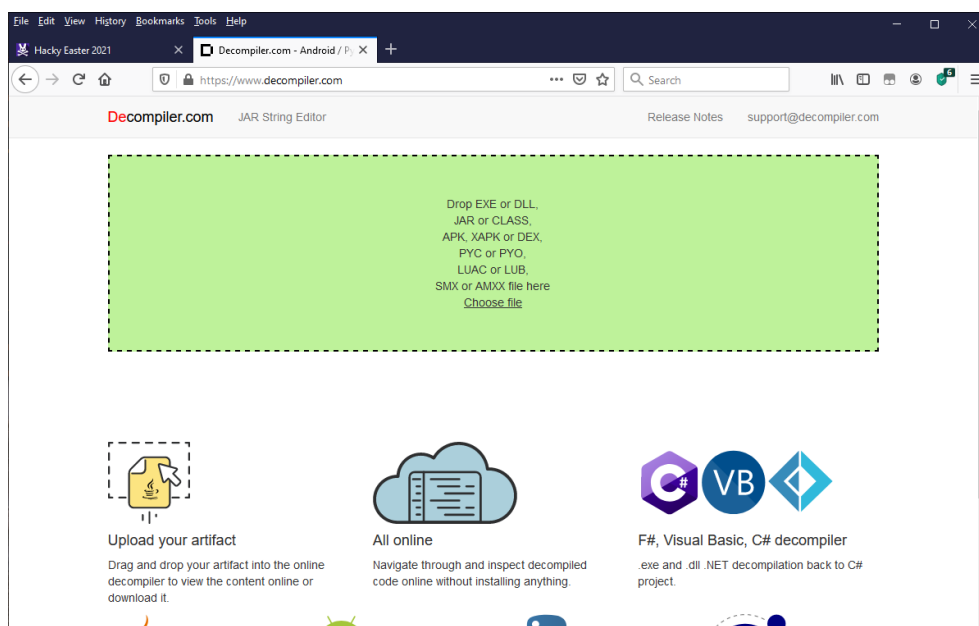 File Edit View History Bookmarks Tools Help
Hacky Easter 2021
Decompiler.com - Android / Py
https://www.decompiler.com
Search
6
Decompiler.com JAR String Editor Release Notes support@decompiler.com
Drop EXE or DLL,
JAR or CLASS,
APK, XAPK or DEX,
PYC or PYO,
LUAC or LUB,
SMX or AMXX file here
Choose file
C#
VB
Upload your artifact
Drag and drop your artifact into the online
decompiler to view the content online or
download it.
All online
Navigate through and inspect decompiled
code online without installing anything.
F#, Visual Basic, C# decompiler
.exe and .dll .NET decompilation back to C#
project.